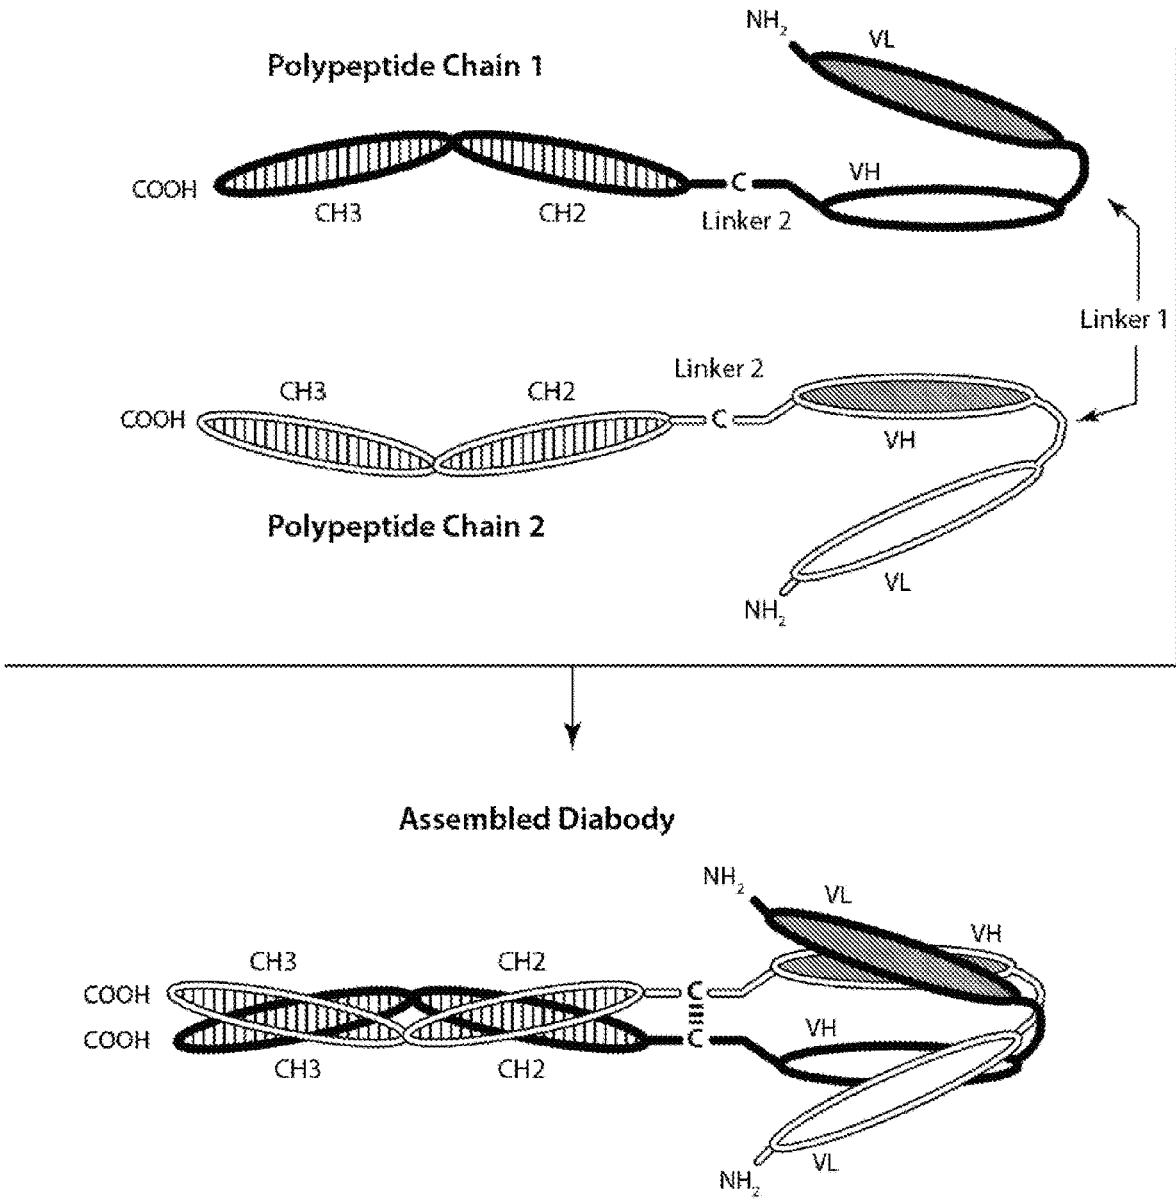 NH2
VL
Polypeptide Chain 1
VH
COOH
CH3
CH2
C
Linker 2
Linker 1
Linker 2
CH3
CH2
COOH
C
VH
Polypeptide Chain 2
VL
NH2
Assembled Diabody
NH2
VL
VH
CH3
CH2
COOH
C
VH
COOH
C
CH3
CH2
VL
NH2